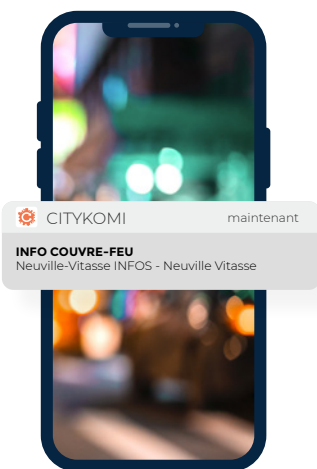 CITYKOMI maintenant
INFO COUVRE-FEU
Neuville-Vitasse INFOS - Neuville Vitasse